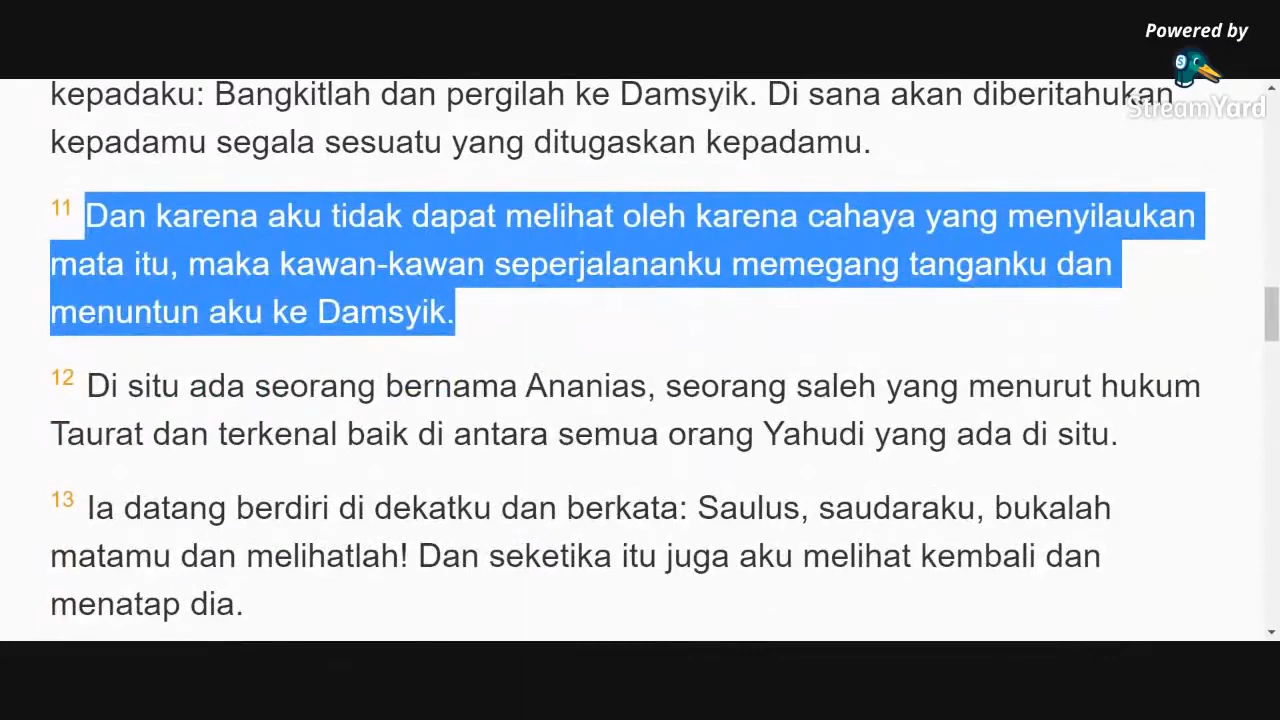 Powered by
StreamYard
kepadaku: Bangkitlah dan pergilah ke Damsyik. Di sana akan diberitahukan
kepadamu segala sesuatu yang ditugaskan kepadamu.
11 Dan karena aku tidak dapat melihat oleh karena cahaya yang menyilaukan
mata itu, maka kawan-kawan seperjalananku memegang tanganku dan
menuntun aku ke Damsyik.
12 Di situ ada seorang bernama Ananias, seorang saleh yang menurut hukum
Taurat dan terkenal baik di antara semua orang Yahudi yang ada di situ.
13 Ia datang berdiri di dekatku dan berkata: Saulus, saudaraku, bukalah
matamu dan melihatlah! Dan seketika itu juga aku melihat kembali dan
menatap dia.